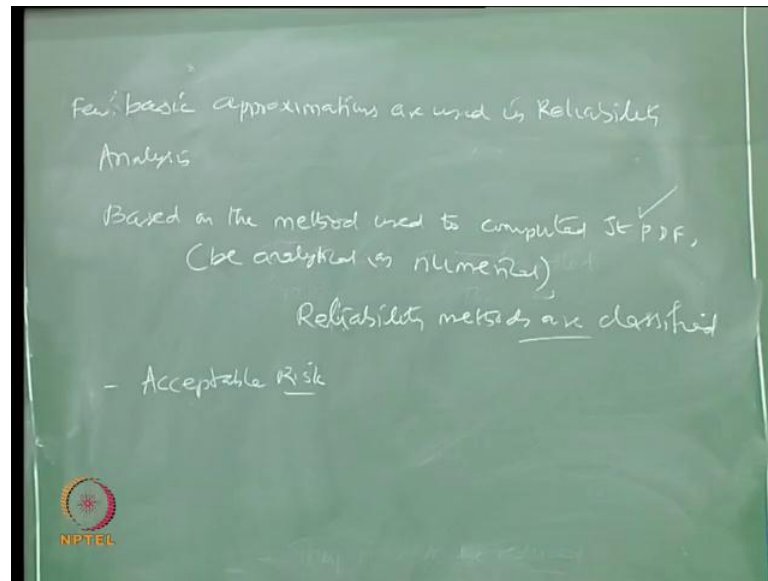 Few basic approximations are used in Reliability
Analysis
Based on the method used to computed Jt PDF,
(be analytical or numerical)
Reliability methods are classified
- Acceptable Risk
NPTEL